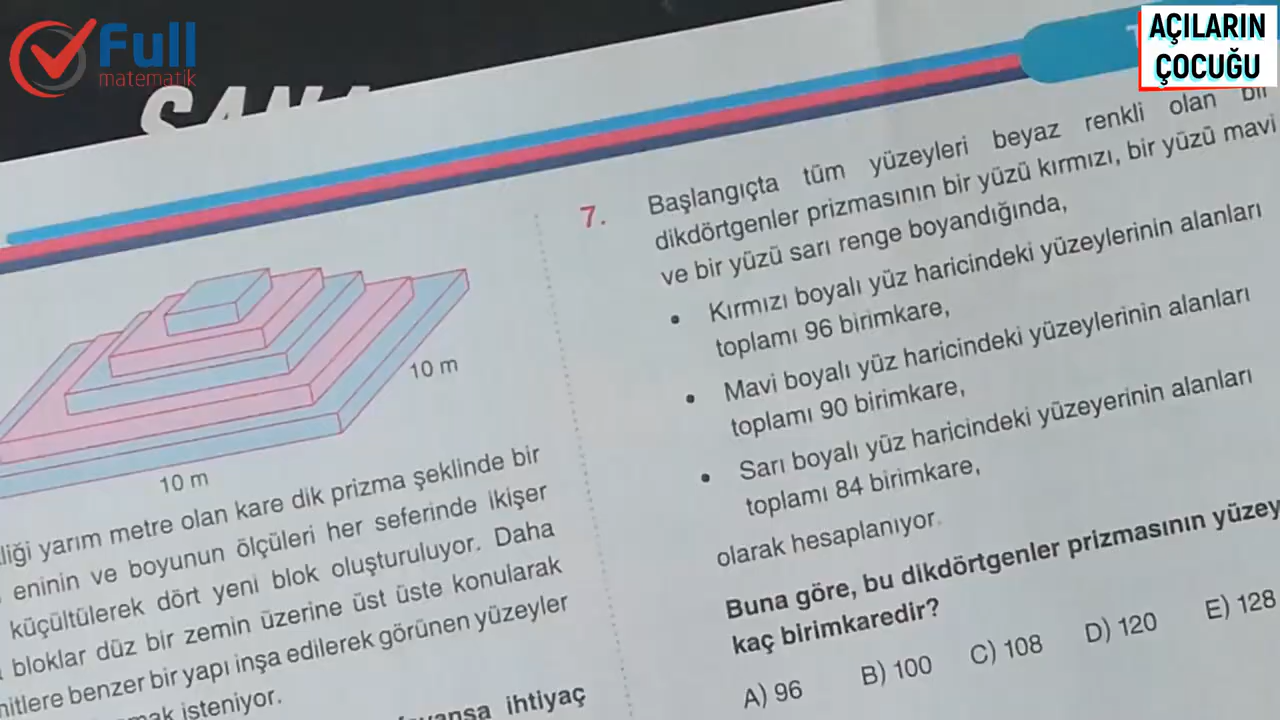 Full
matematik
AÇILARIN
ÇOCUĞU
10 m
10 m
yarım metre olan kare dik prizma şeklinde bir
eninin ve boyunun ölçüleri her seferinde ikişer
küçültülerek dört yeni blok oluşturuluyor. Daha
bloklar düz bir zemin üzerine üst üste konularak
benzer bir yapı inşa edilerek görünen yüzeyler
isteniyor.
ihtiyaç
7. Başlangıçta tüm yüzeyleri beyaz renkli olan bir
dikdörtgenler prizmasının bir yüzü kırmızı, bir yüzü mavi
ve bir yüzü sarı renge boyandığında,
• Kırmızı boyalı yüz haricindeki yüzeylerinin alanları
toplamı 96 birimkare,
• Mavi boyalı yüz haricindeki yüzeylerinin alanları
toplamı 90 birimkare,
• Sarı boyalı yüz haricindeki yüzeyerinin alanları
toplamı 84 birimkare,
olarak hesaplanıyor.
Buna göre, bu dikdörtgenler prizmasının yüzey
kaç birimkaredir?
A) 96 B) 100 C) 108 D) 120 E) 128